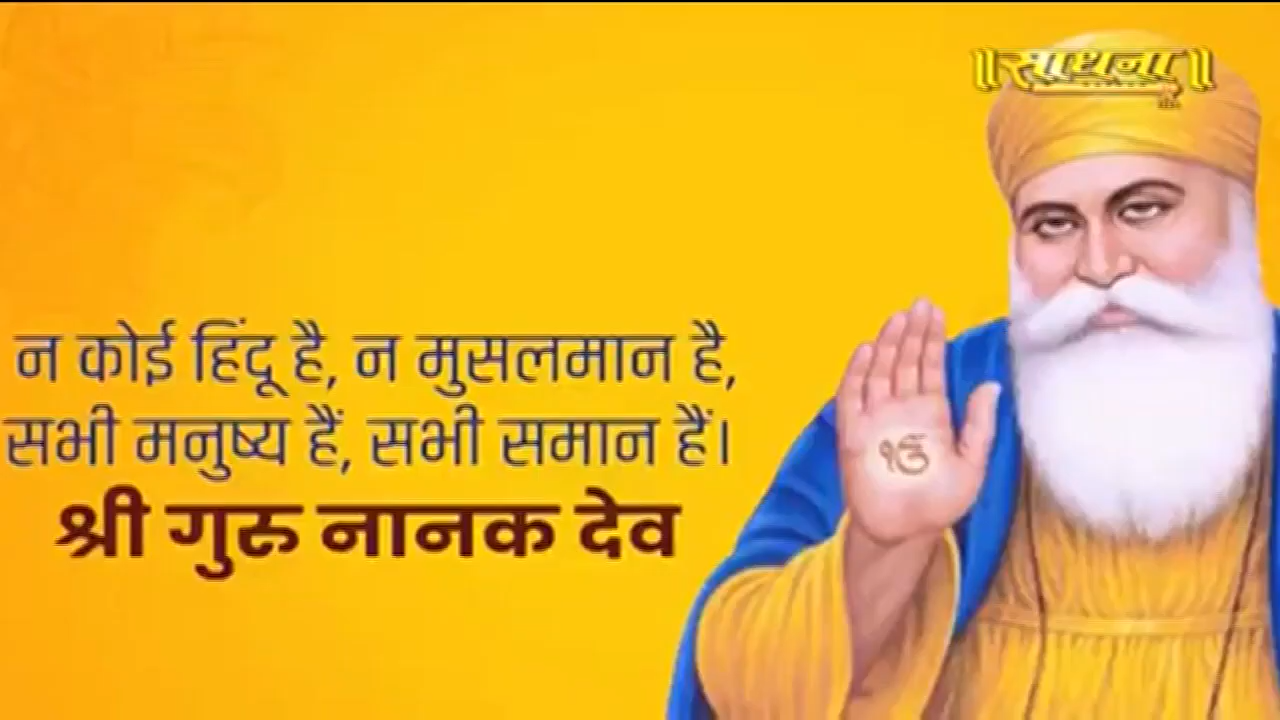 ॥साधना॥
न कोई हिंदू है, न मुसलमान है,
सभी मनुष्य हैं, सभी समान हैं।
श्री गुरु नानक देव
ੴ